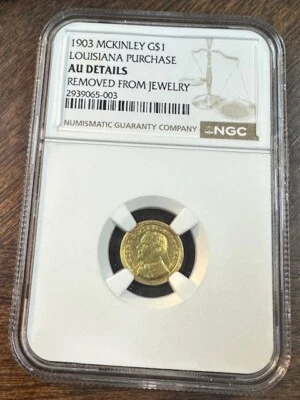 1903 MCKINLEY G$1
LOUISIANA PURCHASE
AU DETAILS
REMOVED FROM JEWELRY
2939065-003
NUMISMATIC GUARANTY COMPANY
NGC